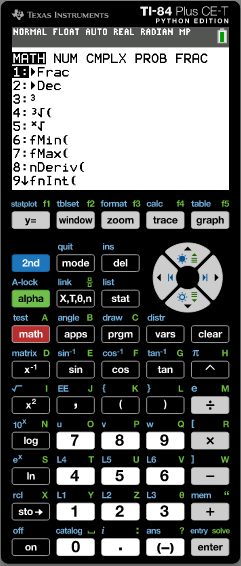 TEXAS INSTRUMENTS TI-84 Plus CE-T
PYTHON EDITION
NORMAL FLOAT AUTO REAL RADIAN MP
MATH NUM CMPLX PROB FRAC
1:▶Frac
2:▶Dec
3:³
4:³√(
5:ˣ√
6:fMin(
7:fMax(
8:nDeriv(
9↓fnInt(
statplot f1 tblset f2 format f3 calc f4 table f5
y= window zoom trace graph
quit ins
2nd mode del
A-lock link list
alpha X,T,θ,n stat
test A angle B draw C distr
math apps prgm vars clear
matrix D sin⁻¹ E cos⁻¹ F tan⁻¹ G π H
x⁻¹ sin cos tan ^
√ I EE J { K } L e M
x² , ( ) ÷
10ˣ N u O v P w Q [ R
log 7 8 9 ×
eˣ S L4 T L5 U L6 V ] W
ln 4 5 6 −
rcl X L1 Y L2 Z L3 θ mem "
sto→ 1 2 3 +
off catalog ⎵ i : ans ? entry solve
on 0 . (−) enter